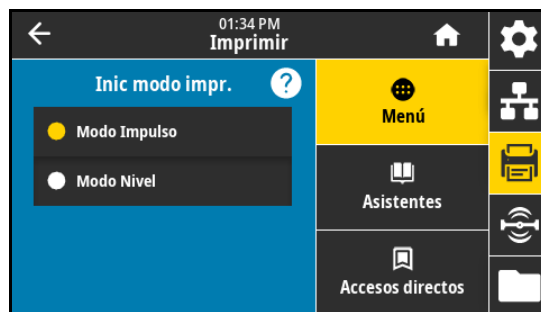 01:34 PM
Imprimir
Inic modo impr.
?
Modo Impulso
Modo Nivel
Menú
Asistentes
Accesos directos